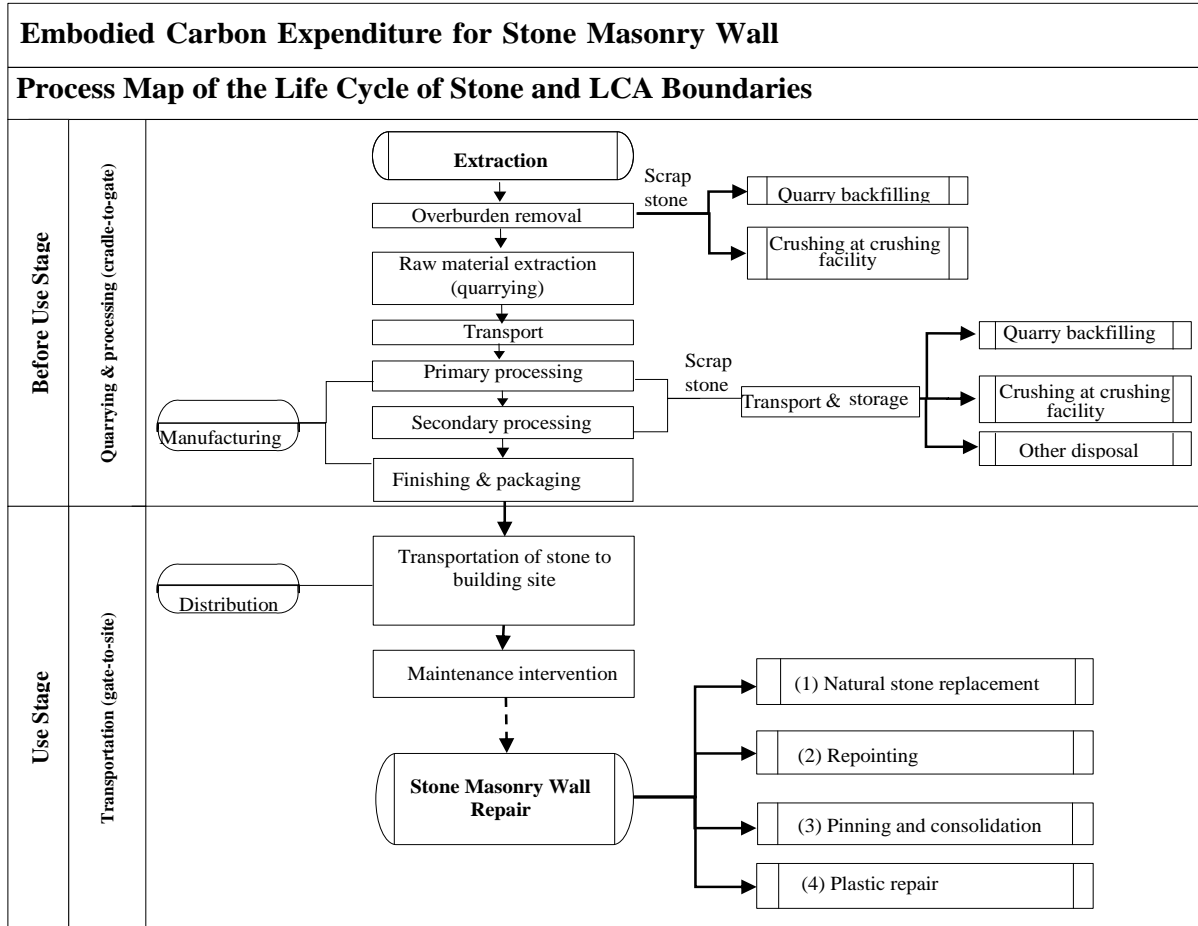 Embodied Carbon Expenditure for Stone Masonry Wall
Process Map of the Life Cycle of Stone and LCA Boundaries
Before Use Stage
Quarrying & processing (cradle-to-gate)
Extraction
Scrap
stone
Quarry backfilling
Overburden removal
Crushing at crushing
facility
Raw material extraction
(quarrying)
Transport
Primary processing
Scrap
stone
Quarry backfilling
Transport & storage
Crushing at crushing
facility
Secondary processing
Manufacturing
Other disposal
Finishing & packaging
Use Stage
Transportation (gate-to-site)
Transportation of stone to
building site
Distribution
Maintenance intervention
Stone Masonry Wall
Repair
(1) Natural stone replacement
(2) Repointing
(3) Pinning and consolidation
(4) Plastic repair